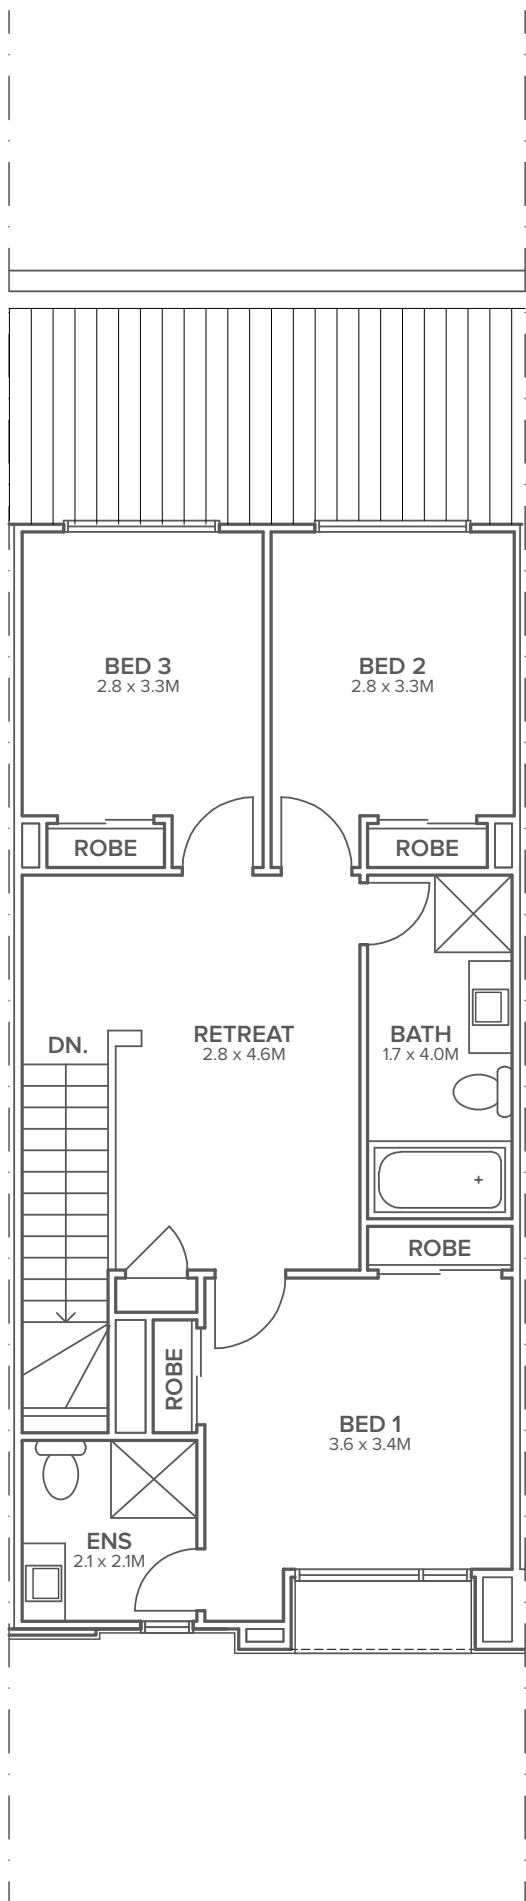 BED 3
2.8 x 3.3M
BED 2
2.8 x 3.3M
ROBE
ROBE
DN.
RETREAT
2.8 x 4.6M
BATH
1.7 x 4.0M
ROBE
ROBE
BED 1
3.6 x 3.4M
ENS
2.1 x 2.1M